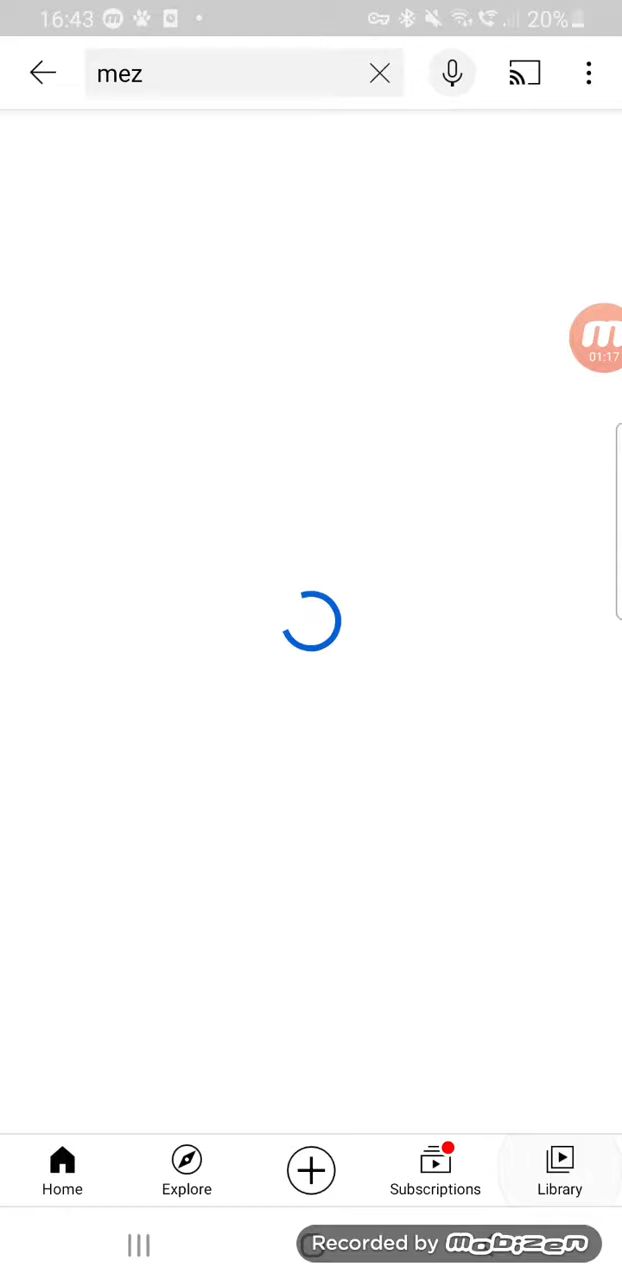 16:43
20%
mez
m
01:17
Home
Explore
Subscriptions
Library
Recorded by mobizen